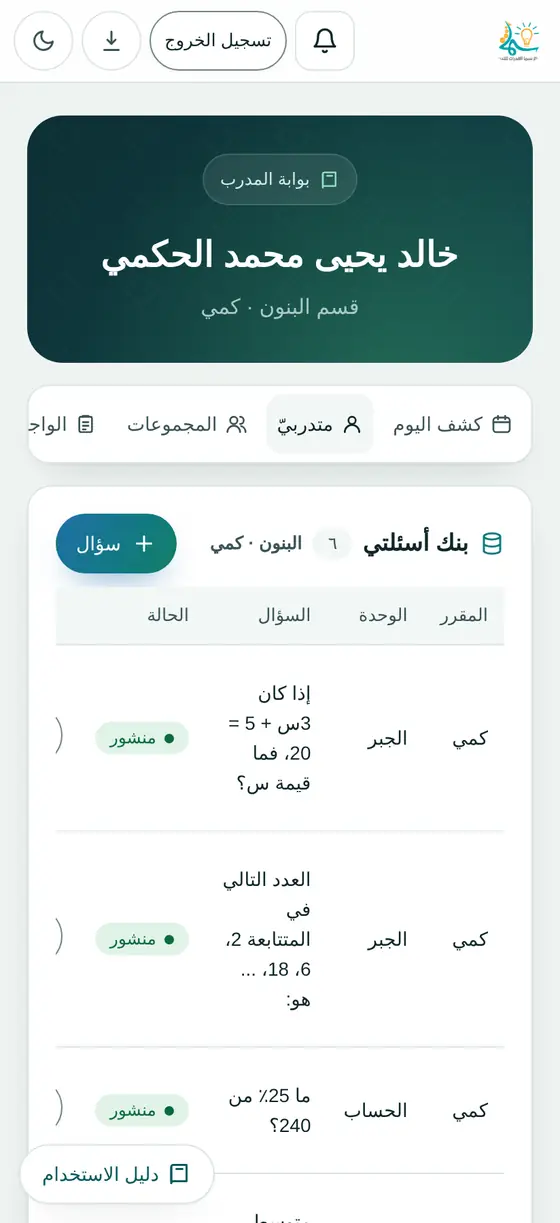 تسجيل الخروج
بوابة المدرب
خالد يحيى محمد الحكمي
قسم البنون · كمي
كشف اليوم
متدربيّ
المجموعات
الواج
بنك أسئلتي
٦
البنون · كمي
سؤال
المقرر
الوحدة
السؤال
الحالة
كمي
الجبر
إذا كان
3س + 5 =
20، فما
قيمة س؟
منشور
كمي
الجبر
العدد التالي
في
المتتابعة 2،
6، 18، ...
هو:
منشور
كمي
الحساب
ما 25٪ من
240؟
منشور
دليل الاستخدام